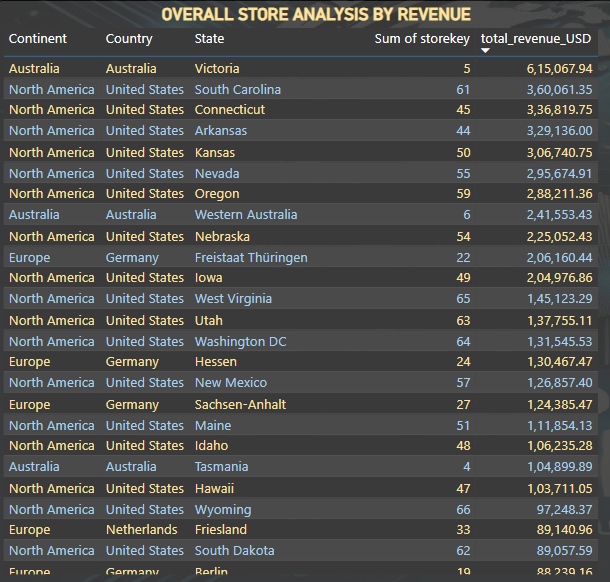 OVERALL STORE ANALYSIS BY REVENUE
Continent Country State Sum of storekey total_revenue_USD
Australia Australia Victoria 5 6,15,067.94
North America United States South Carolina 61 3,60,061.35
North America United States Connecticut 45 3,36,819.75
North America United States Arkansas 44 3,29,136.00
North America United States Kansas 50 3,06,740.75
North America United States Nevada 55 2,95,674.91
North America United States Oregon 59 2,88,211.36
Australia Australia Western Australia 6 2,41,553.43
North America United States Nebraska 54 2,25,052.43
Europe Germany Freistaat Thüringen 22 2,06,160.44
North America United States Iowa 49 2,04,976.86
North America United States West Virginia 65 1,45,123.29
North America United States Utah 63 1,37,755.11
North America United States Washington DC 64 1,31,545.53
Europe Germany Hessen 24 1,30,467.47
North America United States New Mexico 57 1,26,857.40
Europe Germany Sachsen-Anhalt 27 1,24,385.47
North America United States Maine 51 1,11,854.13
North America United States Idaho 48 1,06,235.28
Australia Australia Tasmania 4 1,04,899.89
North America United States Hawaii 47 1,03,711.05
North America United States Wyoming 66 97,248.37
Europe Netherlands Friesland 33 89,140.96
North America United States South Dakota 62 89,057.59
Europe Germany Berlin 19 88,239.16